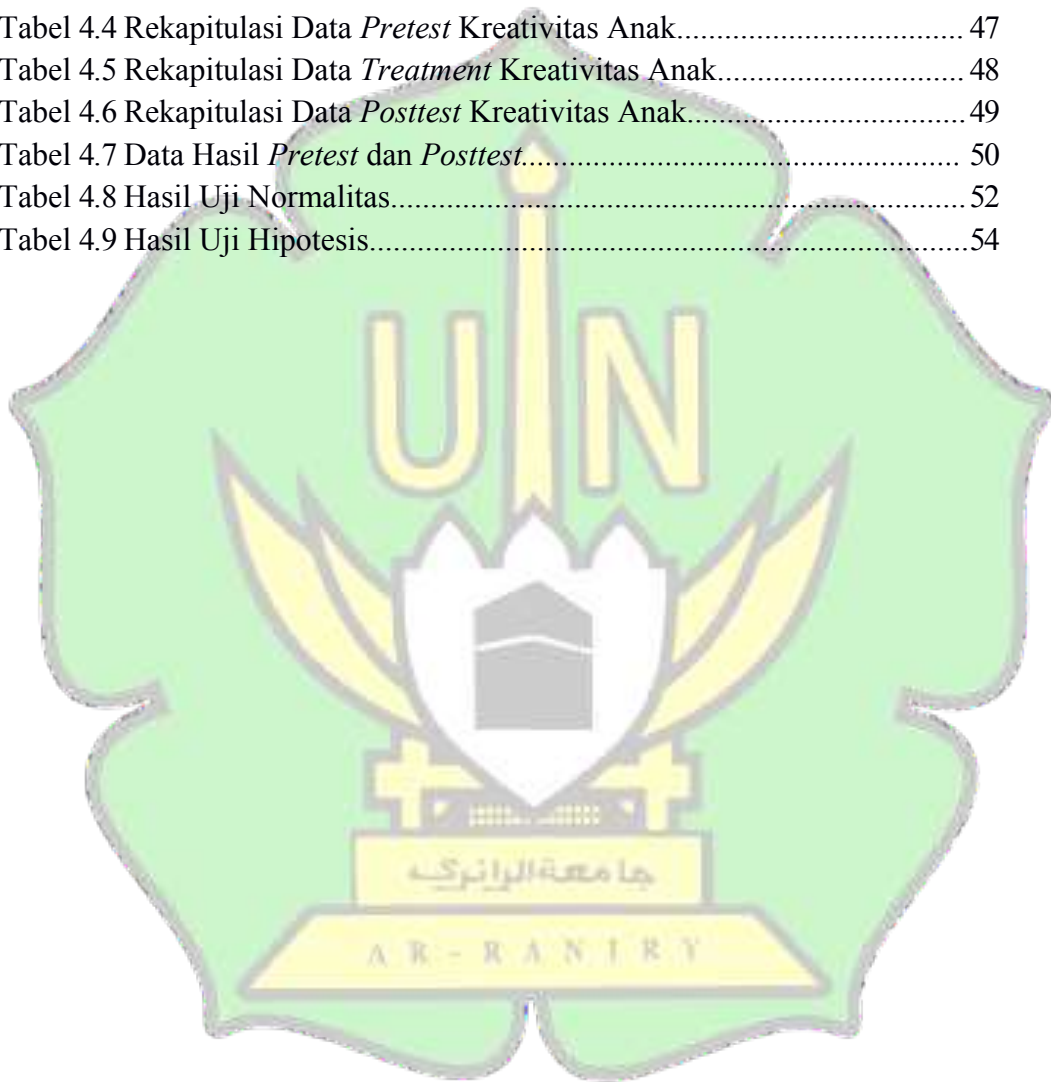 Tabel 4.4 Rekapitulasi Data Pretest Kreativitas Anak................................. 47
Tabel 4.5 Rekapitulasi Data Treatment Kreativitas Anak............................ 48
Tabel 4.6 Rekapitulasi Data Posttest Kreativitas Anak............................... 49
Tabel 4.7 Data Hasil Pretest dan Posttest.................................................. 50
Tabel 4.8 Hasil Uji Normalitas...................................................................52
Tabel 4.9 Hasil Uji Hipotesis.....................................................................54
UIN
جامعة الرانري
AR-RANIRY